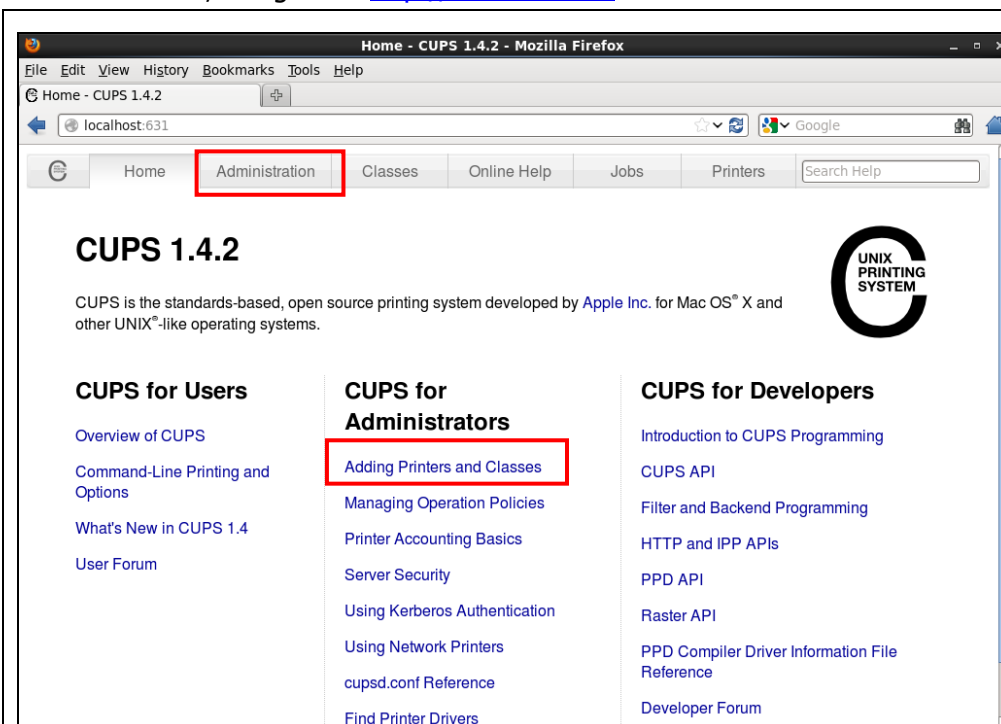 Home - CUPS 1.4.2 - Mozilla Firefox
File Edit View History Bookmarks Tools Help
Home - CUPS 1.4.2
localhost:631
Google
Home Administration Classes Online Help Jobs Printers Search Help
CUPS 1.4.2
UNIX
PRINTING
SYSTEM
CUPS is the standards-based, open source printing system developed by Apple Inc. for Mac OS® X and
other UNIX®-like operating systems.
CUPS for Users
Overview of CUPS
Command-Line Printing and
Options
What's New in CUPS 1.4
User Forum
CUPS for
Administrators
Adding Printers and Classes
Managing Operation Policies
Printer Accounting Basics
Server Security
Using Kerberos Authentication
Using Network Printers
cupsd.conf Reference
Find Printer Drivers
CUPS for Developers
Introduction to CUPS Programming
CUPS API
Filter and Backend Programming
HTTP and IPP APIs
PPD API
Raster API
PPD Compiler Driver Information File
Reference
Developer Forum